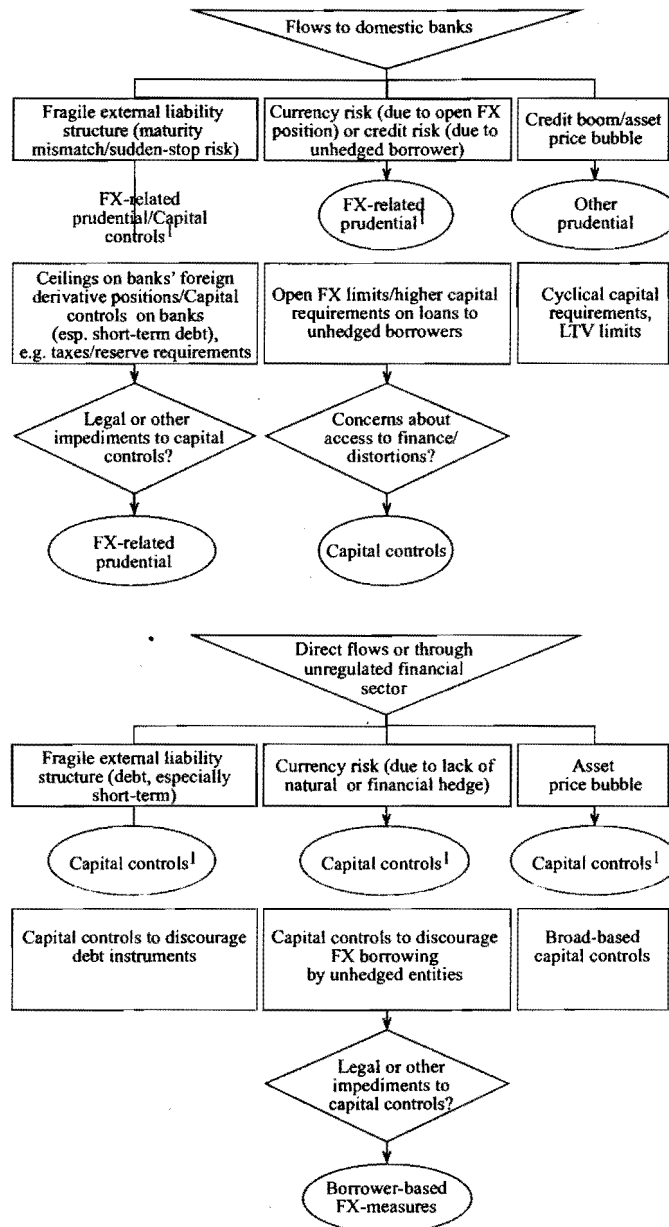 Flows to domestic banks
Fragile external liability
structure (maturity
mismatch/sudden-stop risk)
Currency risk (due to open FX
position) or credit risk (due to
unhedged borrower)
Credit boom/asset
price bubble
FX-related
prudential/Capital
controls1
FX-related
prudential1
Other
prudential
Ceilings on banks' foreign
derivative positions/Capital
controls on banks
(esp. short-term debt),
e.g. taxes/reserve requirements
Open FX limits/higher capital
requirements on loans to
unhedged borrowers
Cyclical capital
requirements,
LTV limits
Legal or other
impediments to capital
controls?
Concerns about
access to finance/
distortions?
FX-related
prudential
Capital controls
Direct flows or through
unregulated financial
sector
Fragile external liability
structure (debt, especially
short-term)
Currency risk (due to lack of
natural or financial hedge)
Asset
price bubble
Capital controls1
Capital controls1
Capital controls1
Capital controls to discourage
debt instruments
Capital controls to discourage
FX borrowing
by unhedged entities
Broad-based
capital controls
Legal or other
impediments to
capital controls?
Borrower-based
FX-measures